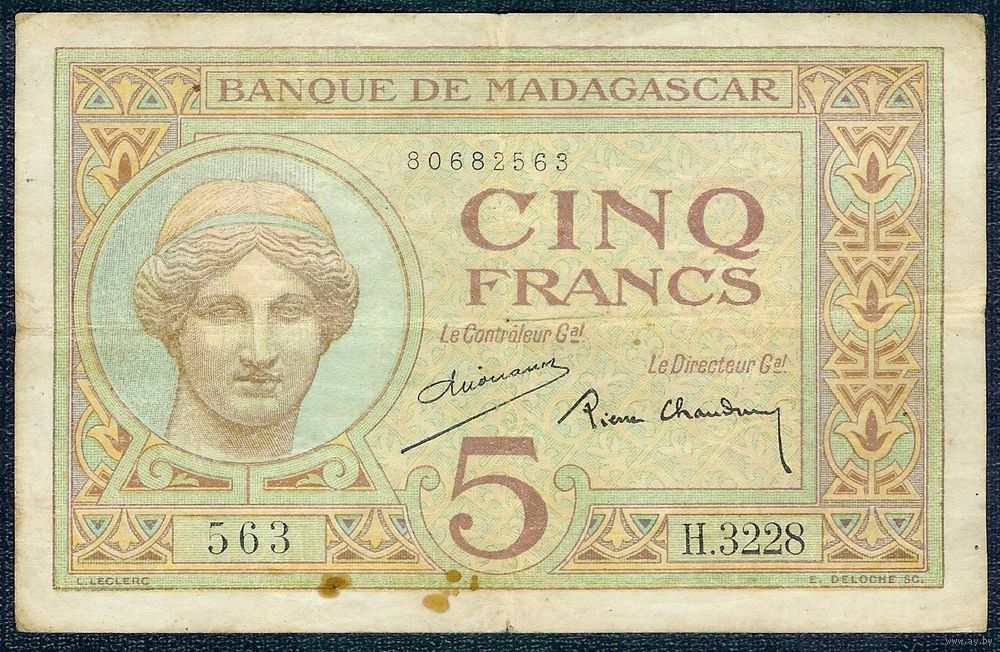 BANQUE DE MADAGASCAR
80682563
CINQ
FRANCS
Le Contrôleur Gal.
Le Directeur Gal.
Pierre Chaudun
5
563
H.3228
L. LECLERC
E. DELOCHE SC.
www.ay.by